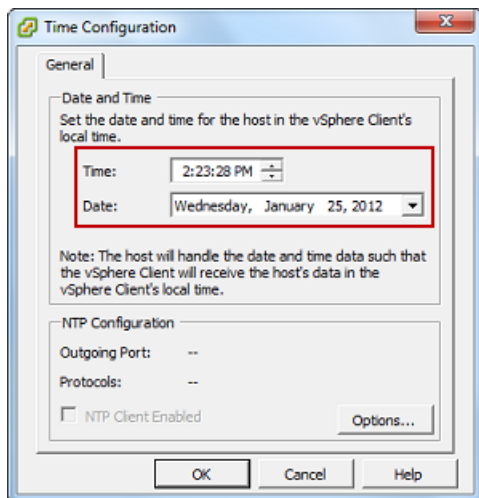 Time Configuration
General
Date and Time
Set the date and time for the host in the vSphere Client's
local time.
Time: 2:23:28 PM
Date: Wednesday, January 25, 2012
Note: The host will handle the date and time data such that
the vSphere Client will receive the host's data in the
vSphere Client's local time.
NTP Configuration
Outgoing Port: --
Protocols: --
NTP Client Enabled
Options...
OK Cancel Help